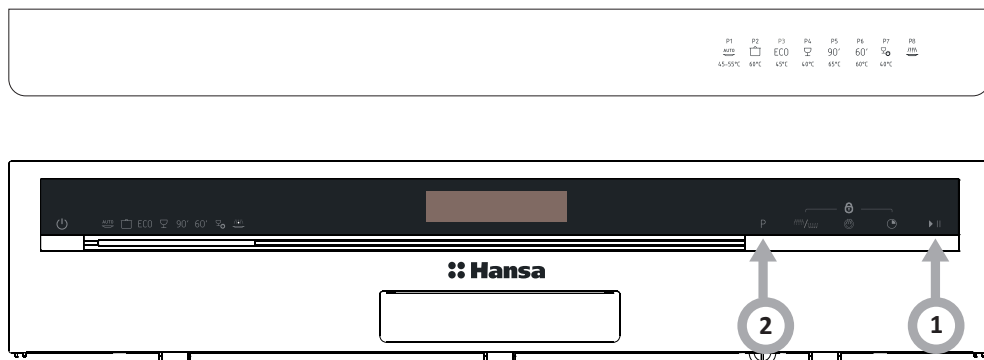 P1 P2 P3 P4 P5 P6 P7 P8
AUTO ECO 90' 60'
45-55°C 60°C 45°C 40°C 65°C 60°C 40°C
AUTO ECO 90' 60' P
Hansa
2 1